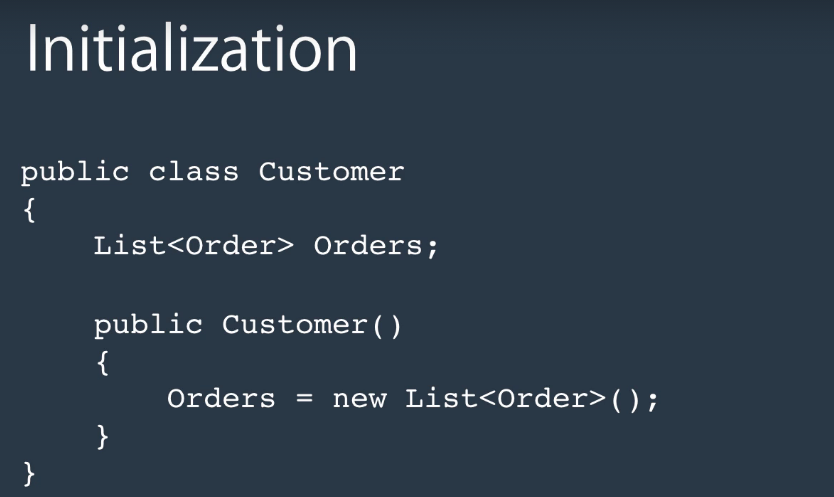 Initialization
public class Customer
{
    List<Order> Orders;
    public Customer()
    {
        Orders = new List<Order>();
    }
}